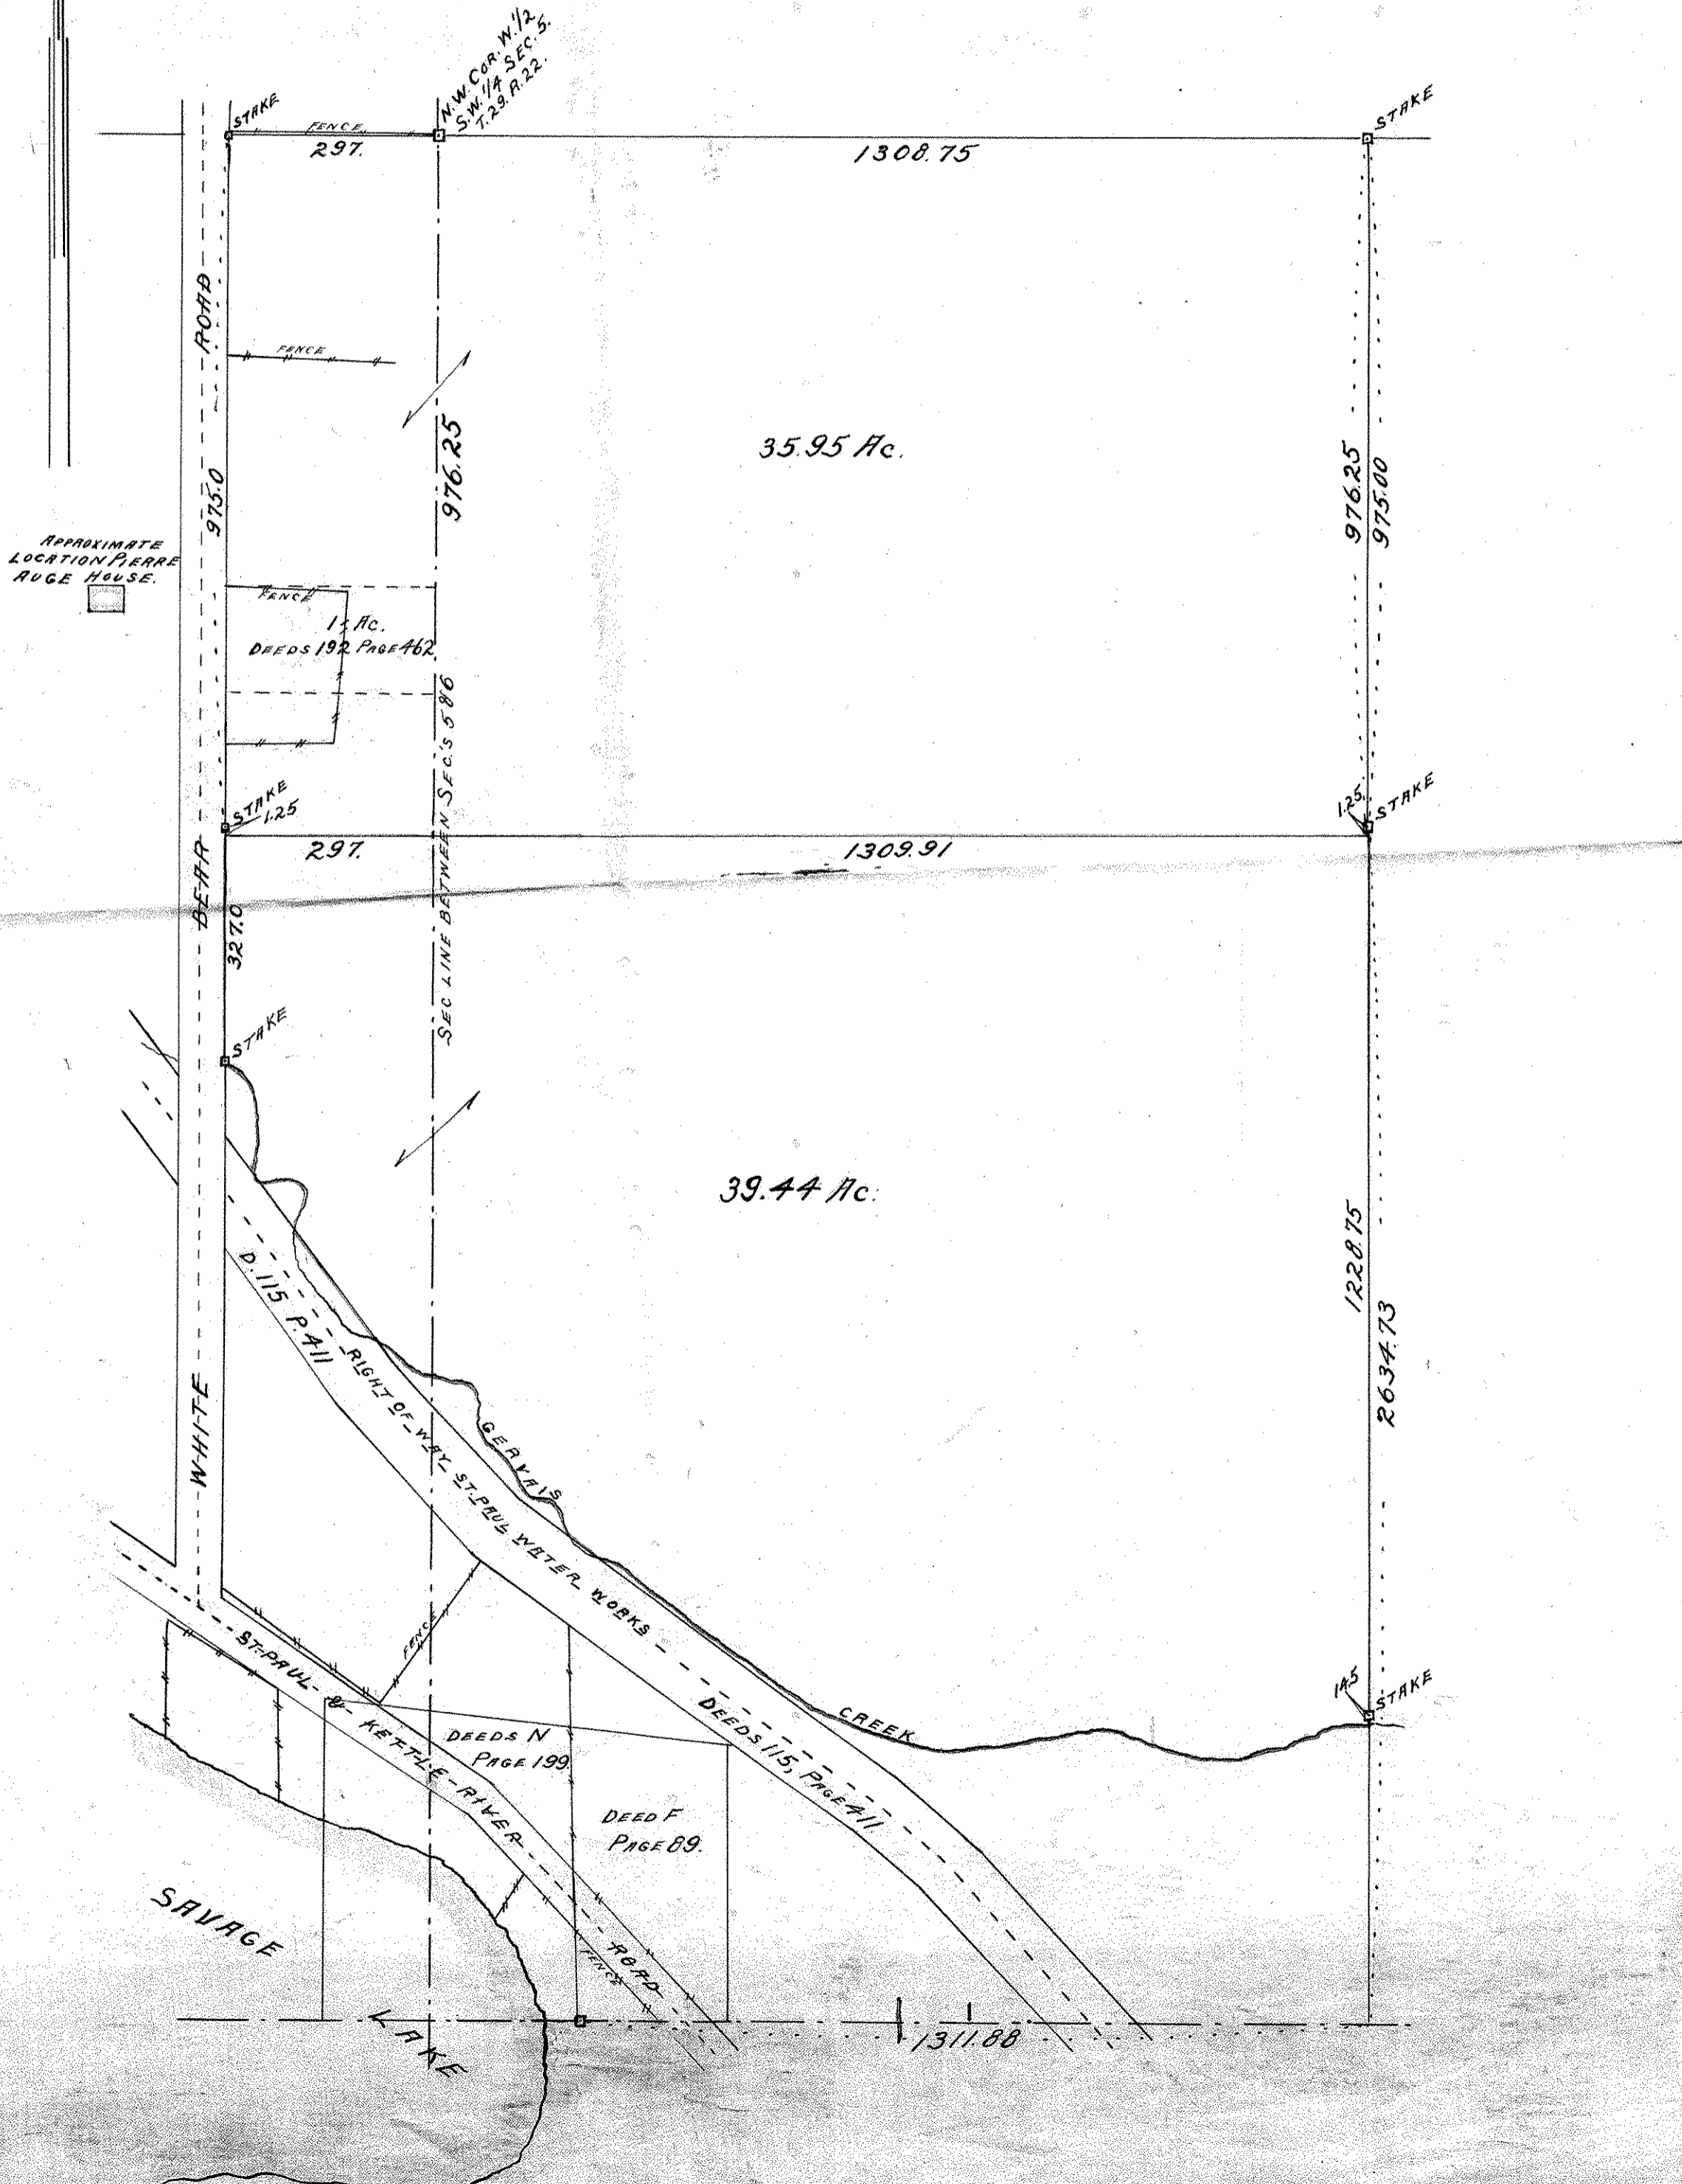 N.W. COR. W.1/2
S.W. 1/4 SEC. 5.
T. 29. R. 22.
STAKE
FENCE
297.
1308.75
STAKE
ROAD
FENCE
976.25
35.95 Ac.
976.25
975.00
975.0
APPROXIMATE
LOCATION PIERRE
AUGE HOUSE.
FENCE
1 Ac.
DEEDS 192 PAGE 462
SEC LINE BETWEEN SEC.'S 5 & 6
STAKE
1.25
1.25
STAKE
297.
1309.91
BEAR
327.0
STAKE
39.44 Ac.
1228.75
2634.73
D. 115 P. 411
RIGHT OF WAY ST. PAUL WATER WORKS
WHITE
GERVAIS
FENCE
ST. PAUL & KETTLE RIVER ROAD
14.5
STAKE
CREEK
DEEDS N
PAGE 199
DEEDS 115, PAGE 411
DEED F
PAGE 89.
SAVAGE
FENCE
LAKE
1311.88